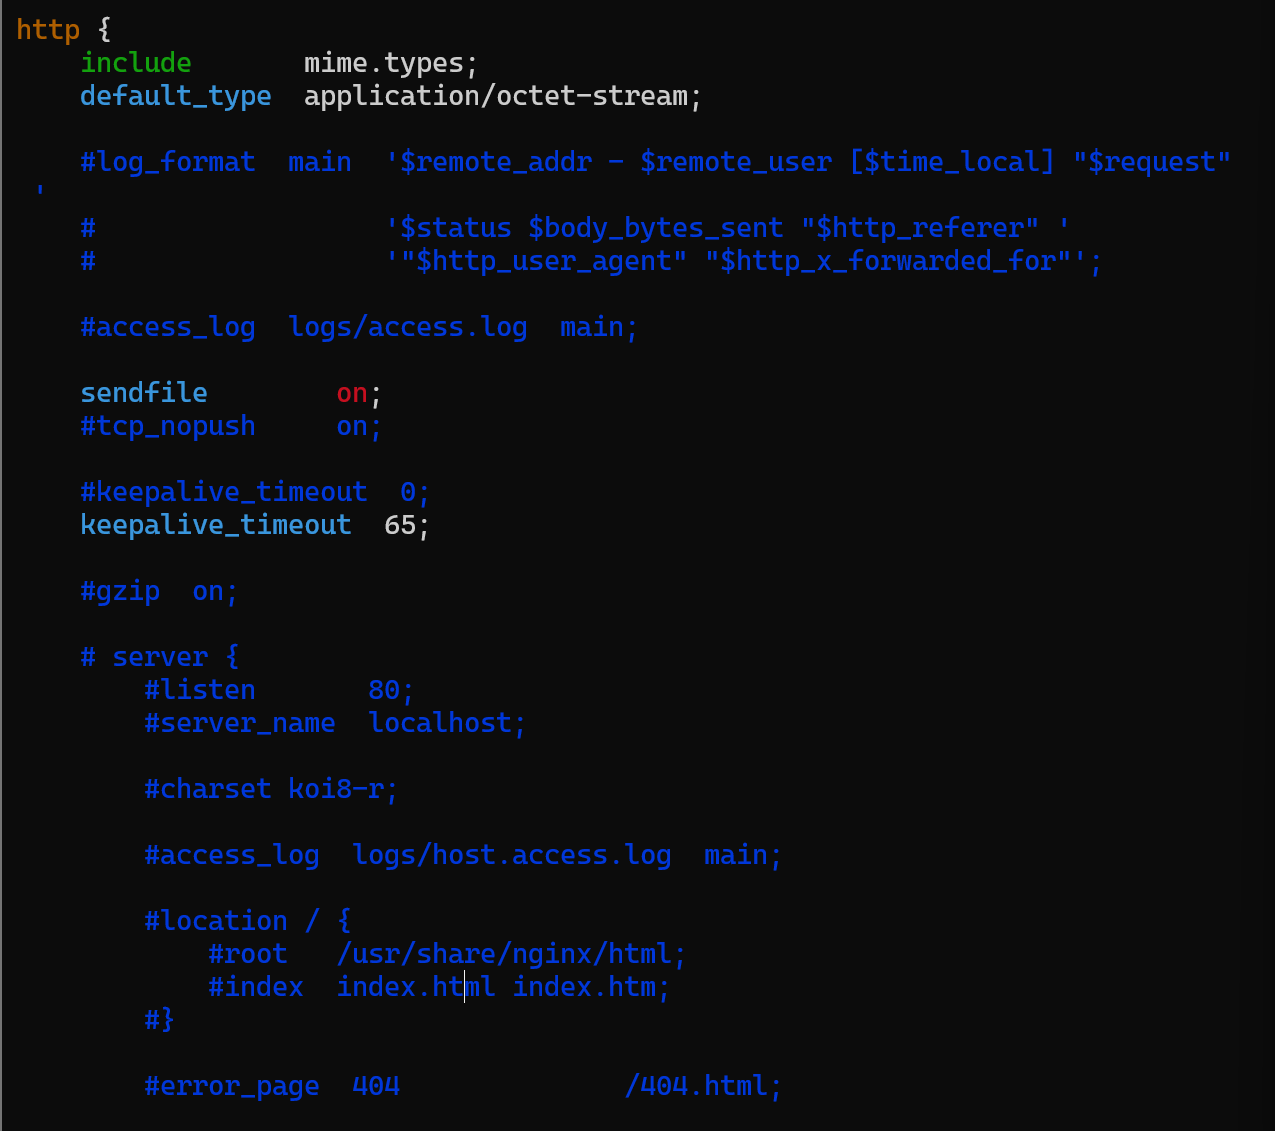 http {
    include       mime.types;
    default_type  application/octet-stream;

    #log_format  main  '$remote_addr - $remote_user [$time_local] "$request"
 '
    #                  '$status $body_bytes_sent "$http_referer" '
    #                  '"$http_user_agent" "$http_x_forwarded_for"';

    #access_log  logs/access.log  main;

    sendfile        on;
    #tcp_nopush     on;

    #keepalive_timeout  0;
    keepalive_timeout  65;

    #gzip  on;

    # server {
        #listen       80;
        #server_name  localhost;

        #charset koi8-r;

        #access_log  logs/host.access.log  main;

        #location / {
            #root   /usr/share/nginx/html;
            #index  index.html index.htm;
        #}

        #error_page  404              /404.html;